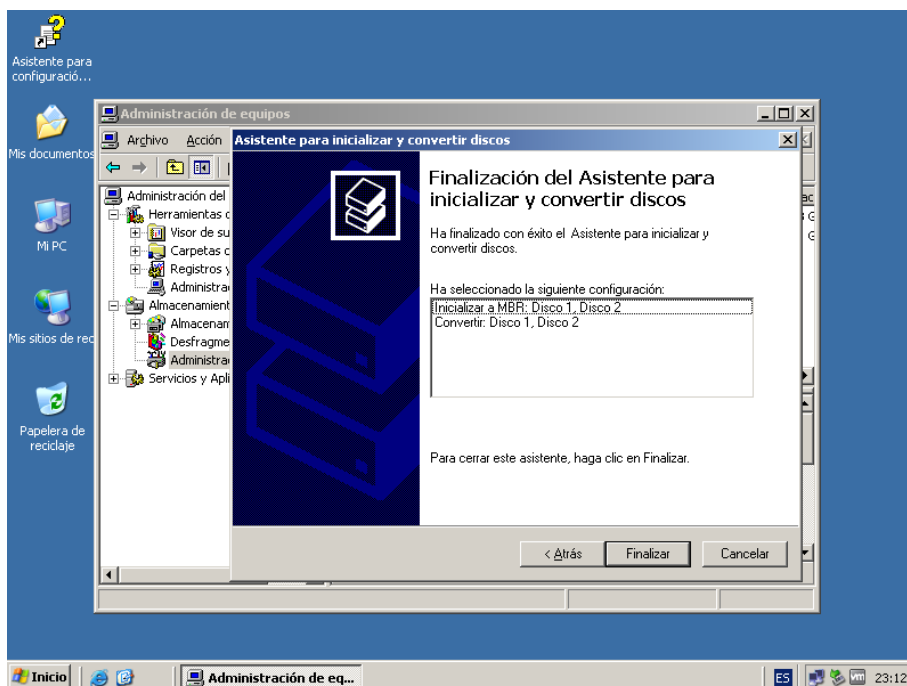 Asistente para
configuració...
Mis documentos
Mi PC
Mis sitios de red
Papelera de
reciclaje
Administración de equipos
Archivo Acción
Administración del
Herramientas
Visor de su
Carpetas
Registros y
Administra
Almacenamient
Almacenam
Desfragme
Administra
Servicios y Apli
Asistente para inicializar y convertir discos
Finalización del Asistente para
inicializar y convertir discos
Ha finalizado con éxito el Asistente para inicializar y
convertir discos.
Ha seleccionado la siguiente configuración:
Inicializar a MBR: Disco 1, Disco 2
Convertir: Disco 1, Disco 2
Para cerrar este asistente, haga clic en Finalizar.
< Atrás Finalizar Cancelar
Inicio Administración de eq... ES 23:12